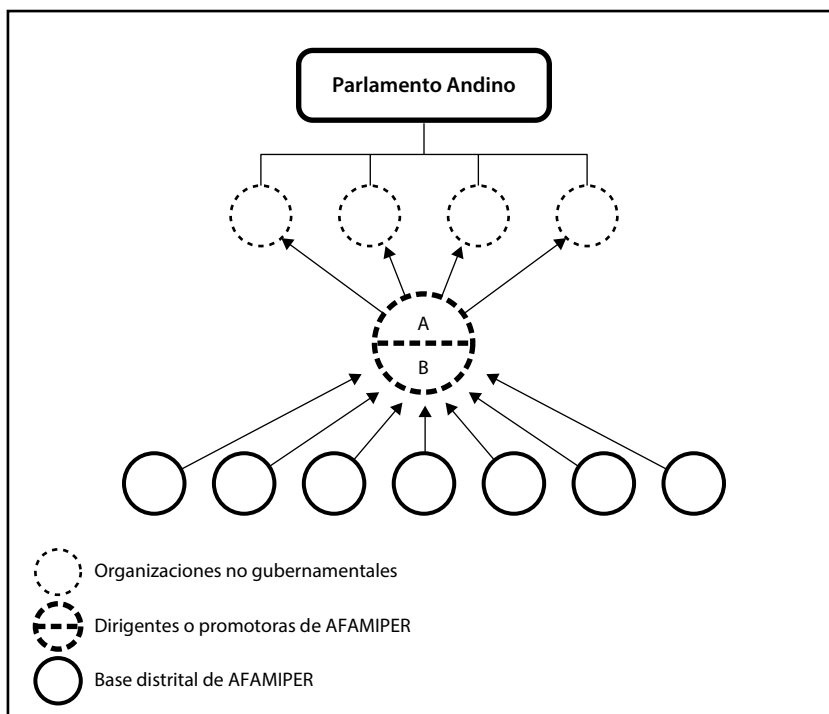 Parlamento Andino
A
B
Organizaciones no gubernamentales
Dirigentes o promotoras de AFAMIPER
Base distrital de AFAMIPER